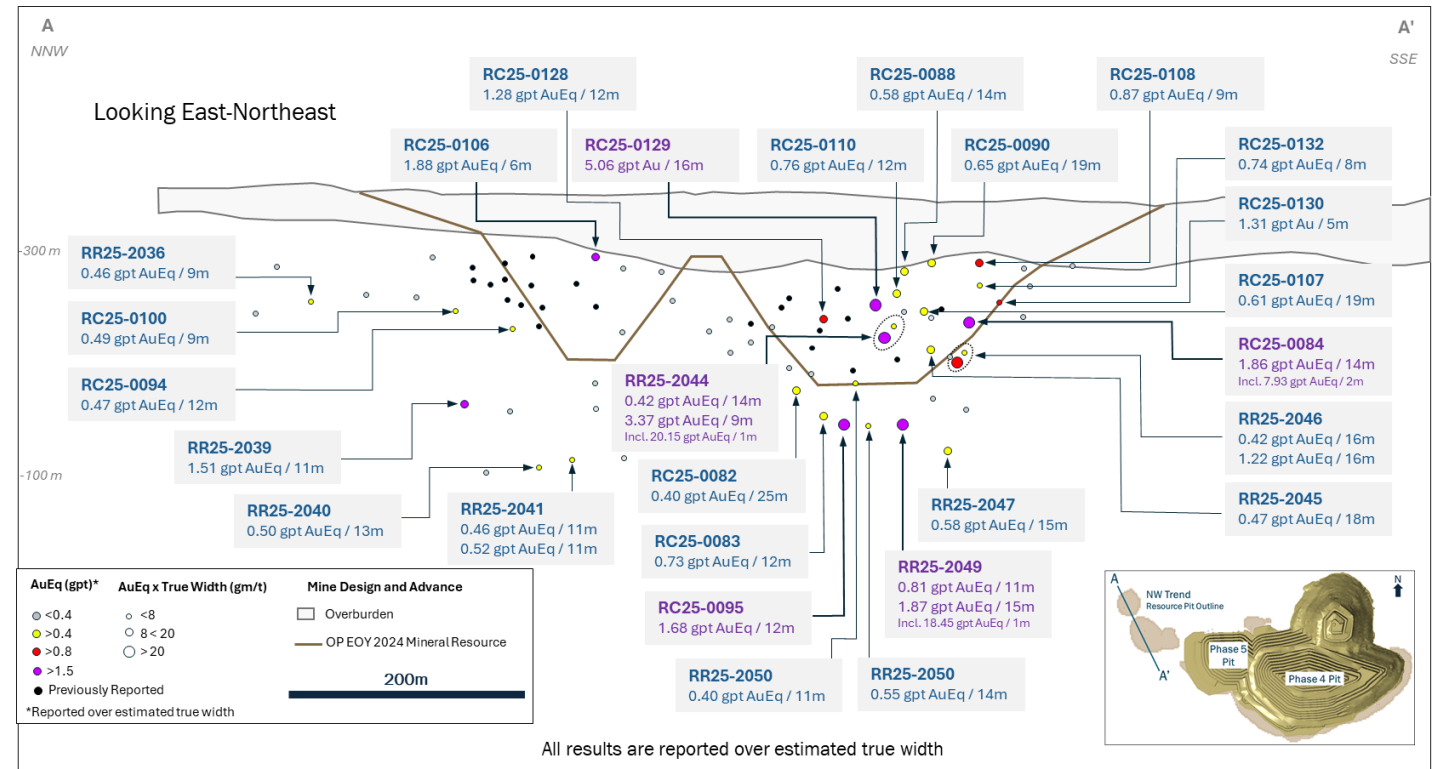 A
NNW
A'
SSE
Looking East-Northeast
RC25-0128
1.28 gpt AuEq / 12m
RC25-0088
0.58 gpt AuEq / 14m
RC25-0108
0.87 gpt AuEq / 9m
RC25-0106
1.88 gpt AuEq / 6m
RC25-0129
5.06 gpt Au / 16m
RC25-0110
0.76 gpt AuEq / 12m
RC25-0090
0.65 gpt AuEq / 19m
RC25-0132
0.74 gpt AuEq / 8m
RC25-0130
1.31 gpt Au / 5m
300 m
RR25-2036
0.46 gpt AuEq / 9m
RC25-0107
0.61 gpt AuEq / 19m
RC25-0100
0.49 gpt AuEq / 9m
RC25-0084
1.86 gpt AuEq / 14m
Incl. 7.93 gpt AuEq / 2m
RC25-0094
0.47 gpt AuEq / 12m
RR25-2044
0.42 gpt AuEq / 14m
3.37 gpt AuEq / 9m
Incl. 20.15 gpt AuEq / 1m
RR25-2046
0.42 gpt AuEq / 16m
1.22 gpt AuEq / 16m
RR25-2039
1.51 gpt AuEq / 11m
-100 m
RC25-0082
0.40 gpt AuEq / 25m
RR25-2045
0.47 gpt AuEq / 18m
RR25-2040
0.50 gpt AuEq / 13m
RR25-2041
0.46 gpt AuEq / 11m
0.52 gpt AuEq / 11m
RR25-2047
0.58 gpt AuEq / 15m
RC25-0083
0.73 gpt AuEq / 12m
RR25-2049
0.81 gpt AuEq / 11m
1.87 gpt AuEq / 15m
Incl. 18.45 gpt AuEq / 1m
RC25-0095
1.68 gpt AuEq / 12m
RR25-2050
0.40 gpt AuEq / 11m
RR25-2050
0.55 gpt AuEq / 14m
AuEq (gpt)*
<0.4
>0.4
>0.8
>1.5
Previously Reported
*Reported over estimated true width
AuEq x True Width (gm/t)
<8
8 < 20
> 20
Mine Design and Advance
Overburden
OP EOY 2024 Mineral Resource
200m
A
NW Trend
Resource Pit Outline
N
Phase 5
Pit
A'
Phase 4 Pit
All results are reported over estimated true width